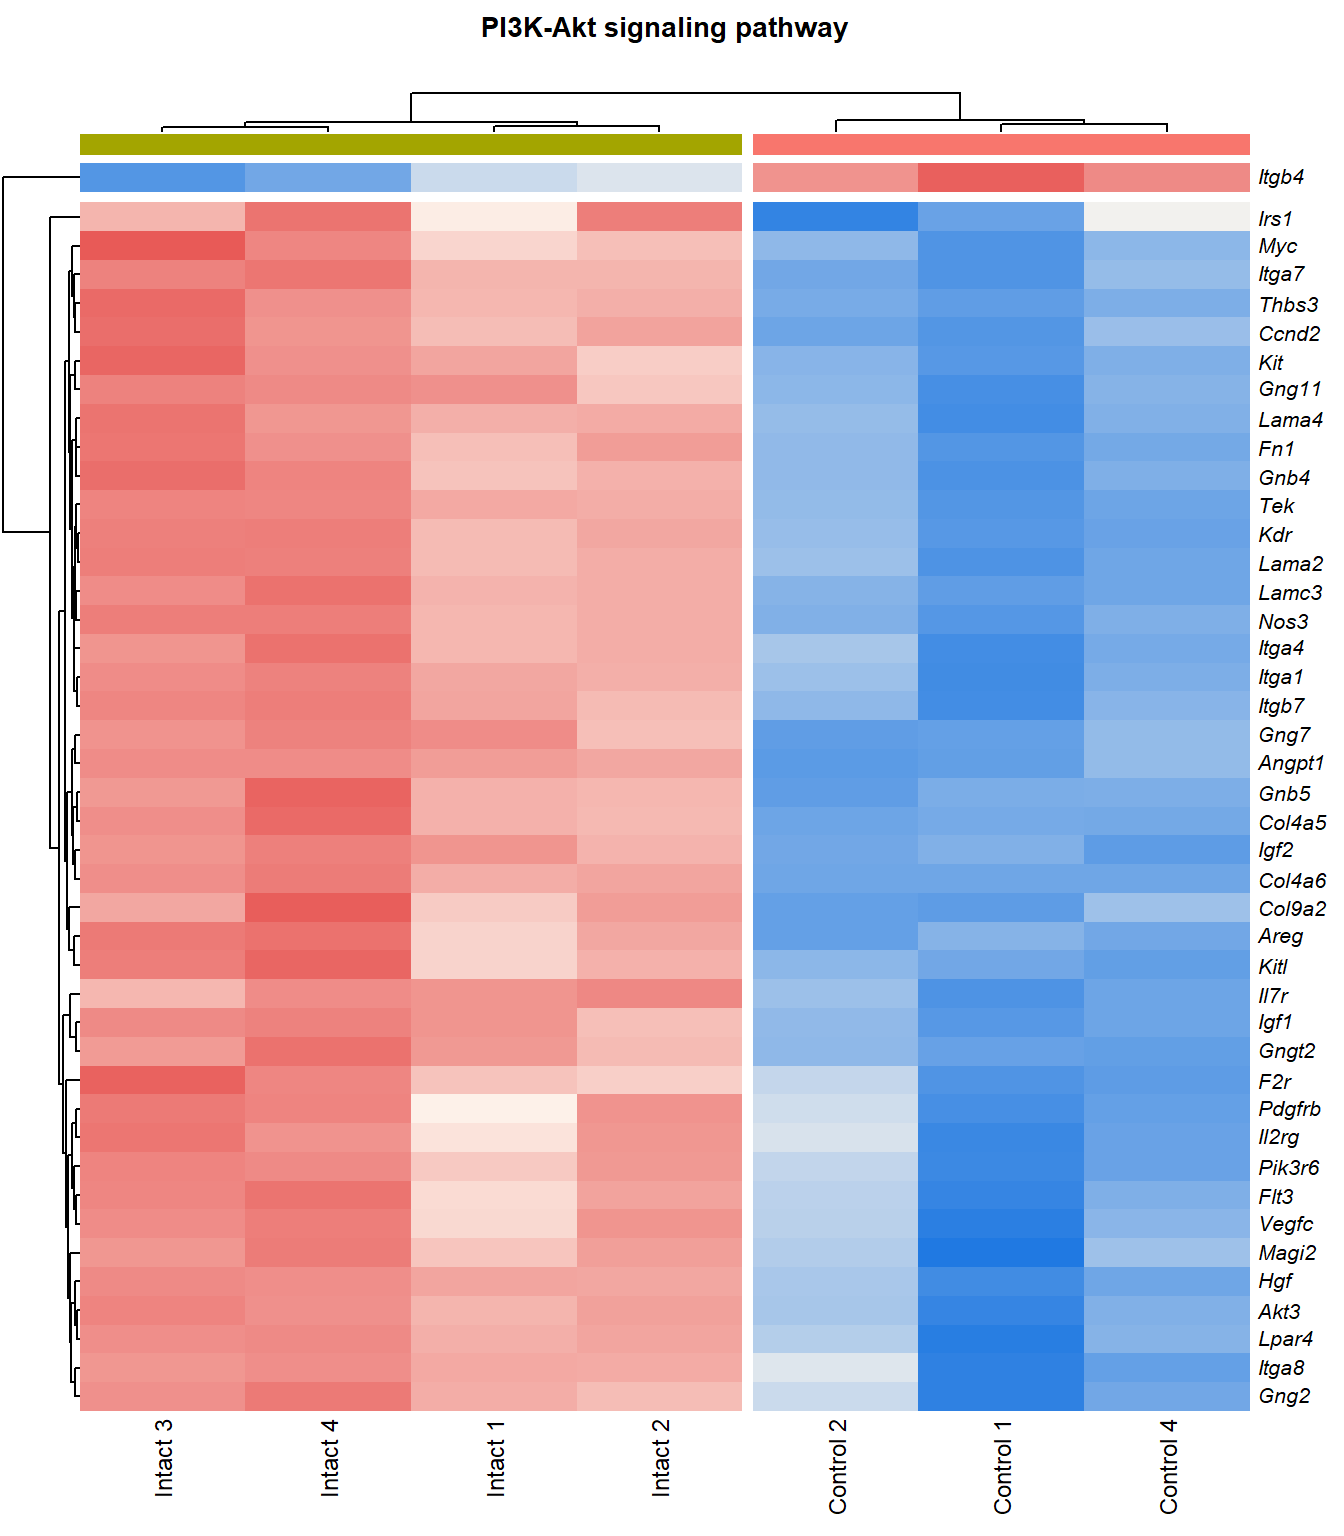 PI3K-Akt signaling pathway
Itgb4
Irs1
Myc
Itga7
Thbs3
Ccnd2
Kit
Gng11
Lama4
Fn1
Gnb4
Tek
Kdr
Lama2
Lamc3
Nos3
Itga4
Itga1
Itgb7
Gng7
Angpt1
Gnb5
Col4a5
Igf2
Col4a6
Col9a2
Areg
Kitl
Il7r
Igf1
Gngt2
F2r
Pdgfrb
Il2rg
Pik3r6
Flt3
Vegfc
Magi2
Hgf
Akt3
Lpar4
Itga8
Gng2
Intact 3
Intact 4
Intact 1
Intact 2
Control 2
Control 1
Control 4